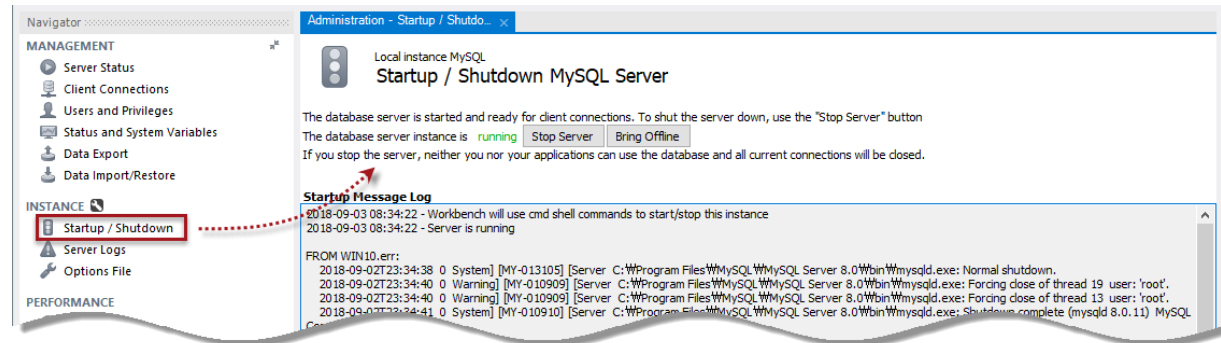 Navigator
MANAGEMENT
Server Status
Client Connections
Users and Privileges
Status and System Variables
Data Export
Data Import/Restore
INSTANCE
Startup / Shutdown
Server Logs
Options File
PERFORMANCE
Administration - Startup / Shutdo...
Local instance MySQL
Startup / Shutdown MySQL Server
The database server is started and ready for client connections. To shut the server down, use the "Stop Server" button
The database server instance is running Stop Server Bring Offline
If you stop the server, neither you nor your applications can use the database and all current connections will be closed.
Startup Message Log
2018-09-03 08:34:22 - Workbench will use cmd shell commands to start/stop this instance
2018-09-03 08:34:22 - Server is running
FROM WIN10.err:
2018-09-02T23:34:38 0 System] [MY-013105] [Server C:₩Program Files₩MySQL₩MySQL Server 8.0₩bin₩mysqld.exe: Normal shutdown.
2018-09-02T23:34:40 0 Warning] [MY-010909] [Server C:₩Program Files₩MySQL₩MySQL Server 8.0₩bin₩mysqld.exe: Forcing close of thread 19 user: 'root'.
2018-09-02T23:34:40 0 Warning] [MY-010909] [Server C:₩Program Files₩MySQL₩MySQL Server 8.0₩bin₩mysqld.exe: Forcing close of thread 13 user: 'root'.
2018-09-02T23:34:41 0 System] [MY-010910] [Server C:₩Program Files₩MySQL₩MySQL Server 8.0₩bin₩mysqld.exe: Shutdown complete (mysqld 8.0.11) MySQL